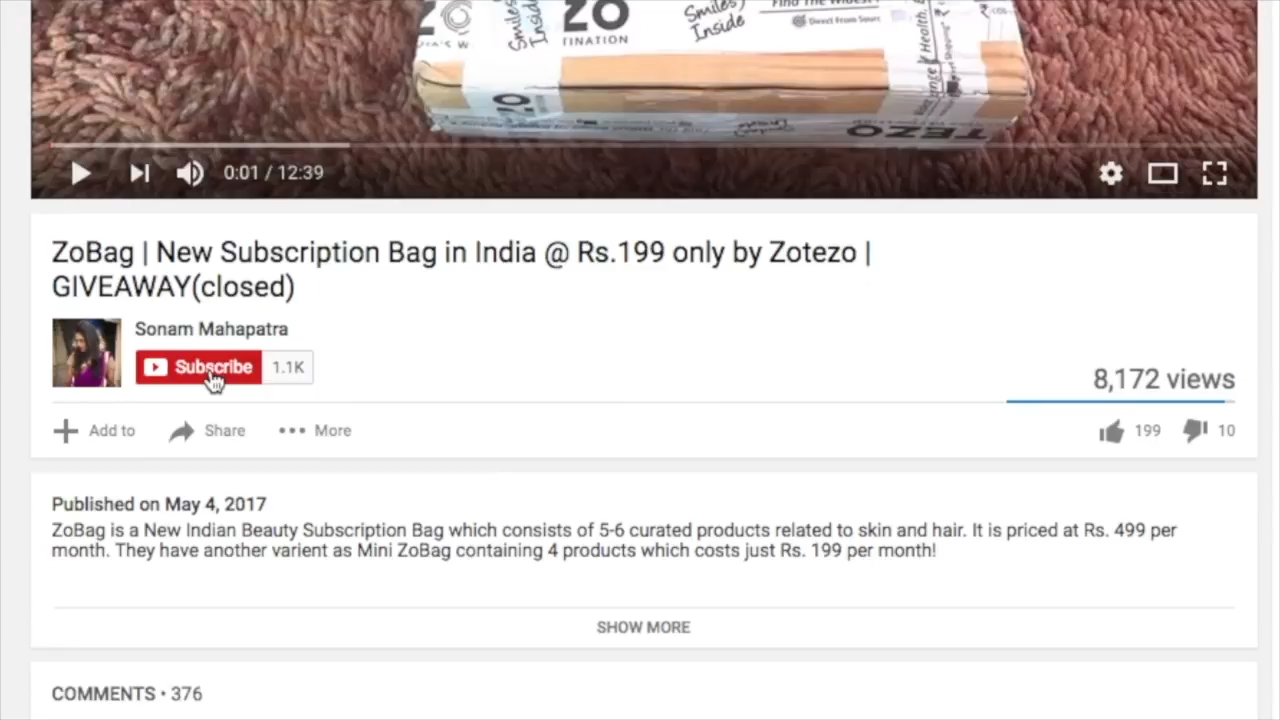 Smiles
Inside
ZO
TINATION
Smiles
Inside
Direct From
TEZO
0:01 / 12:39
ZoBag | New Subscription Bag in India @ Rs.199 only by Zotezo |
GIVEAWAY(closed)
Sonam Mahapatra
Subscribe 1.1K
8,172 views
Add to Share More 199 10
Published on May 4, 2017
ZoBag is a New Indian Beauty Subscription Bag which consists of 5-6 curated products related to skin and hair. It is priced at Rs. 499 per
month. They have another varient as Mini ZoBag containing 4 products which costs just Rs. 199 per month!
SHOW MORE
COMMENTS • 376